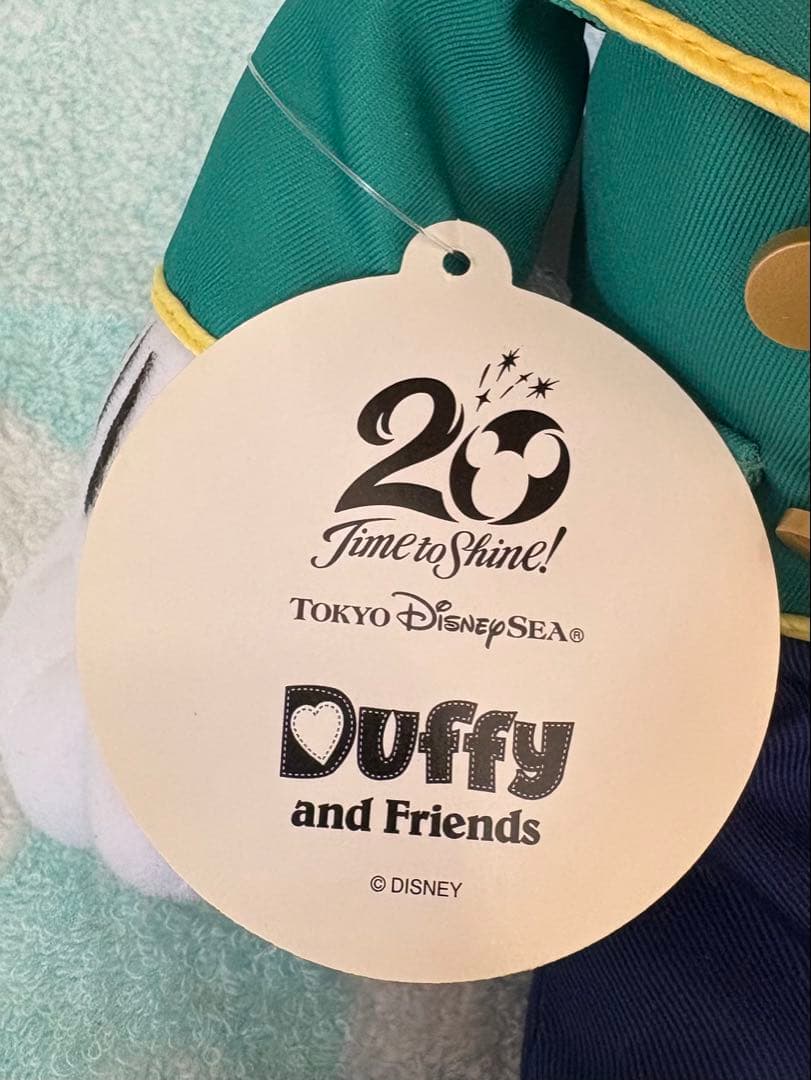 20
Time to Shine!
TOKYO DISNEYSEA®
Duffy
and Friends
© DISNEY